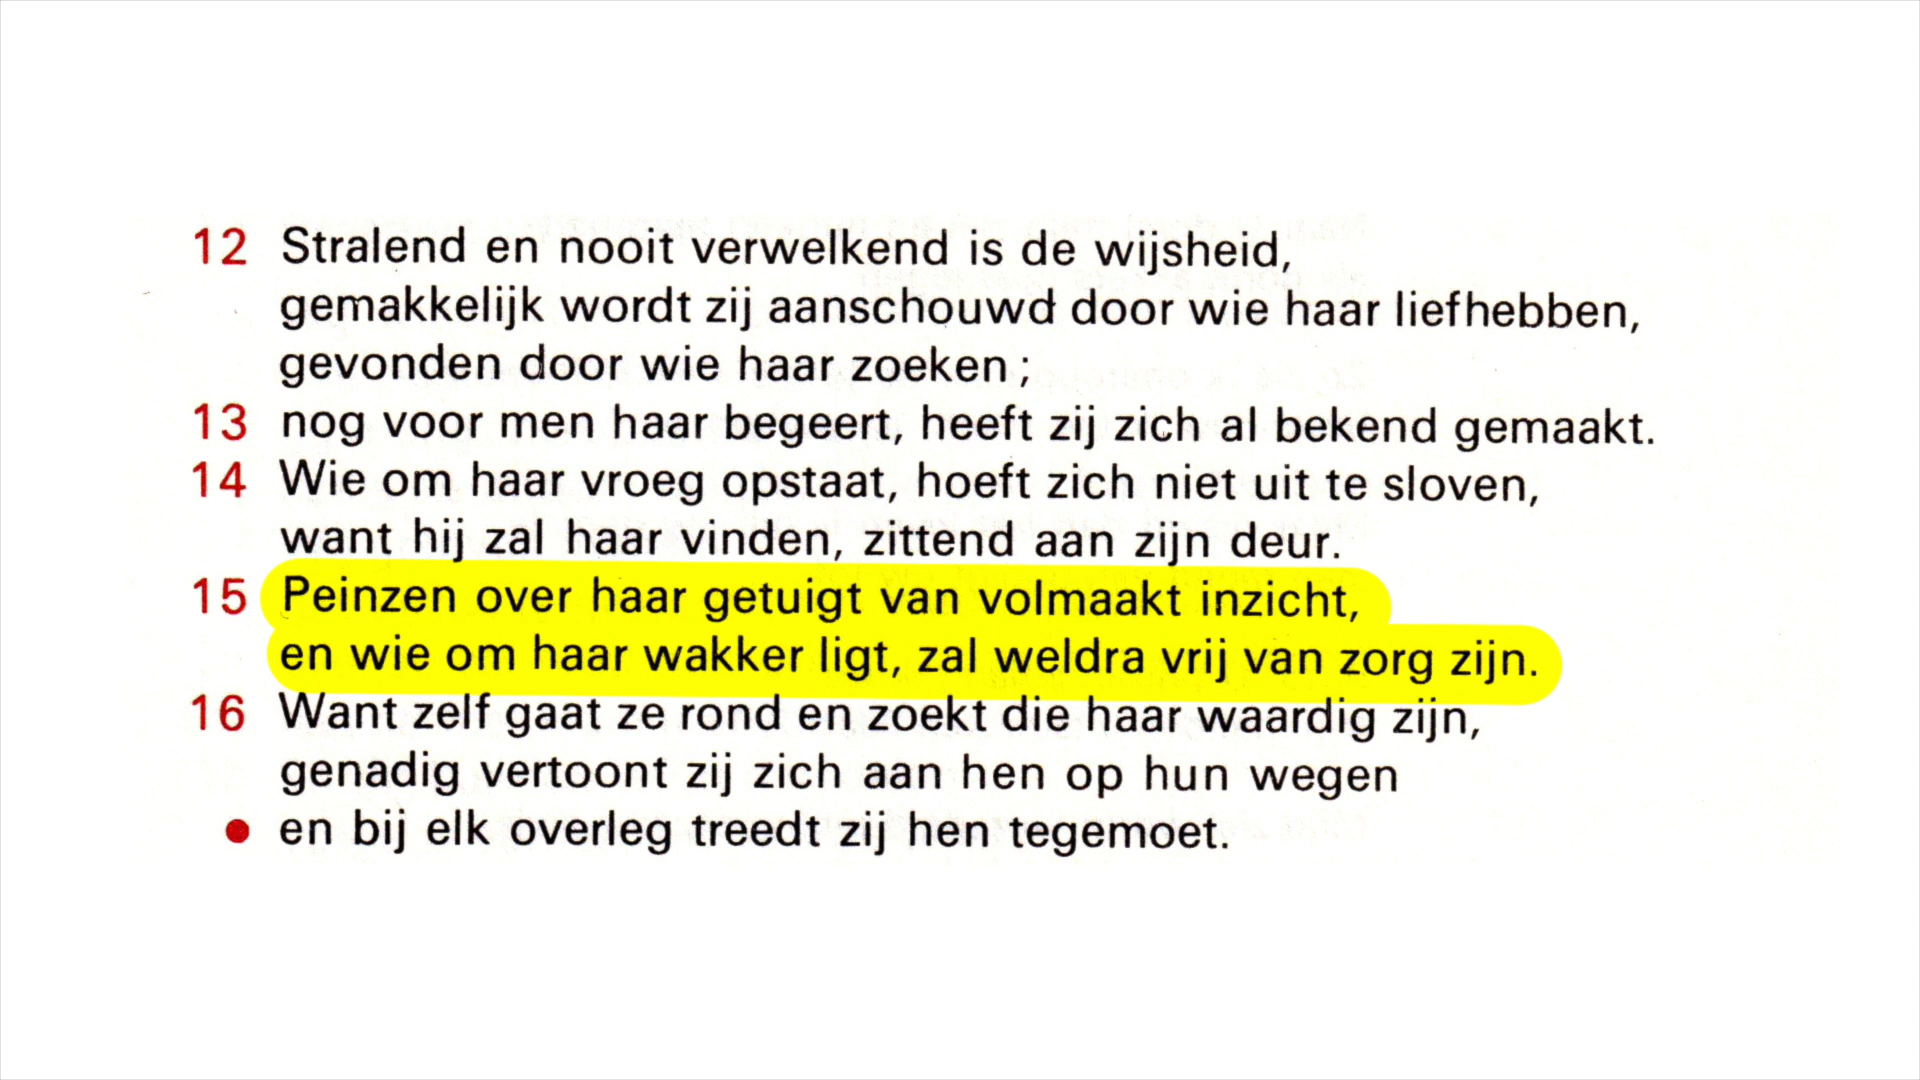 12 Stralend en nooit verwelkend is de wijsheid,
gemakkelijk wordt zij aanschouwd door wie haar liefhebben,
gevonden door wie haar zoeken;
13 nog voor men haar begeert, heeft zij zich al bekend gemaakt.
14 Wie om haar vroeg opstaat, hoeft zich niet uit te sloven,
want hij zal haar vinden, zittend aan zijn deur.
15 Peinzen over haar getuigt van volmaakt inzicht,
en wie om haar wakker ligt, zal weldra vrij van zorg zijn.
16 Want zelf gaat ze rond en zoekt die haar waardig zijn,
genadig vertoont zij zich aan hen op hun wegen
• en bij elk overleg treedt zij hen tegemoet.